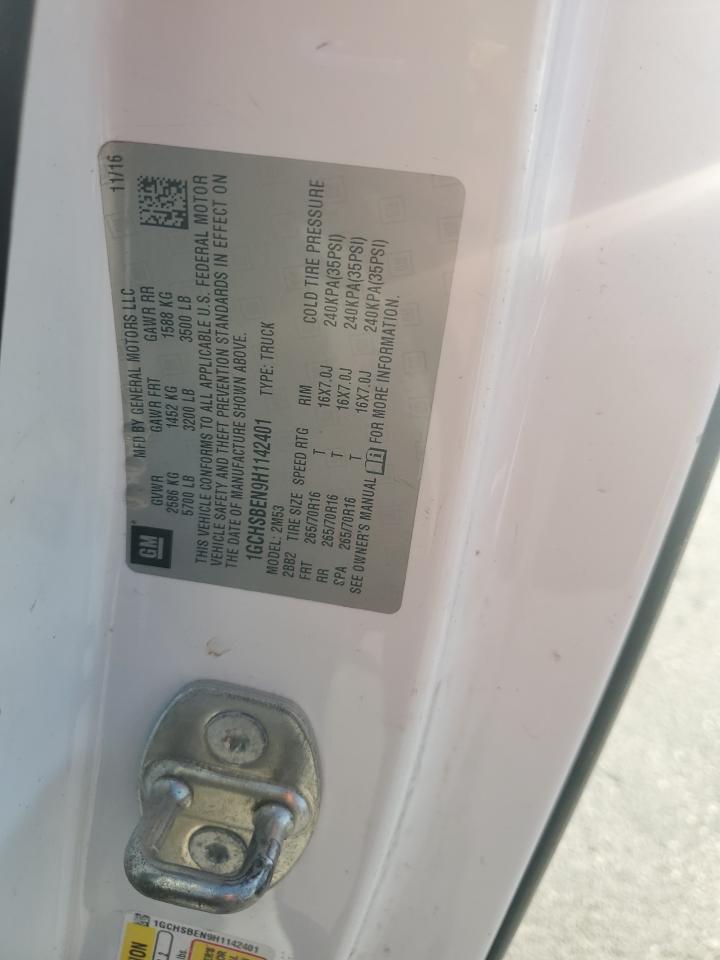 11/16
MFD BY GENERAL MOTORS LLC
GVWR GAWR FRT GAWR RR
2586 KG 1452 KG 1588 KG
5700 LB 3200 LB 3500 LB
GM
THIS VEHICLE CONFORMS TO ALL APPLICABLE U.S. FEDERAL MOTOR
VEHICLE SAFETY AND THEFT PREVENTION STANDARDS IN EFFECT ON
THE DATE OF MANUFACTURE SHOWN ABOVE.
1GCHSBEN9H1142401 TYPE: TRUCK
MODEL: 2M53
2BB2 TIRE SIZE SPEED RTG RIM COLD TIRE PRESSURE
FRT 265/70R16 T 16X7.0J 240KPA(35PSI)
RR 265/70R16 T 16X7.0J 240KPA(35PSI)
SPA 265/70R16 T 16X7.0J 240KPA(35PSI)
SEE OWNER'S MANUAL i FOR MORE INFORMATION.
1GCHSBEN9H1142401